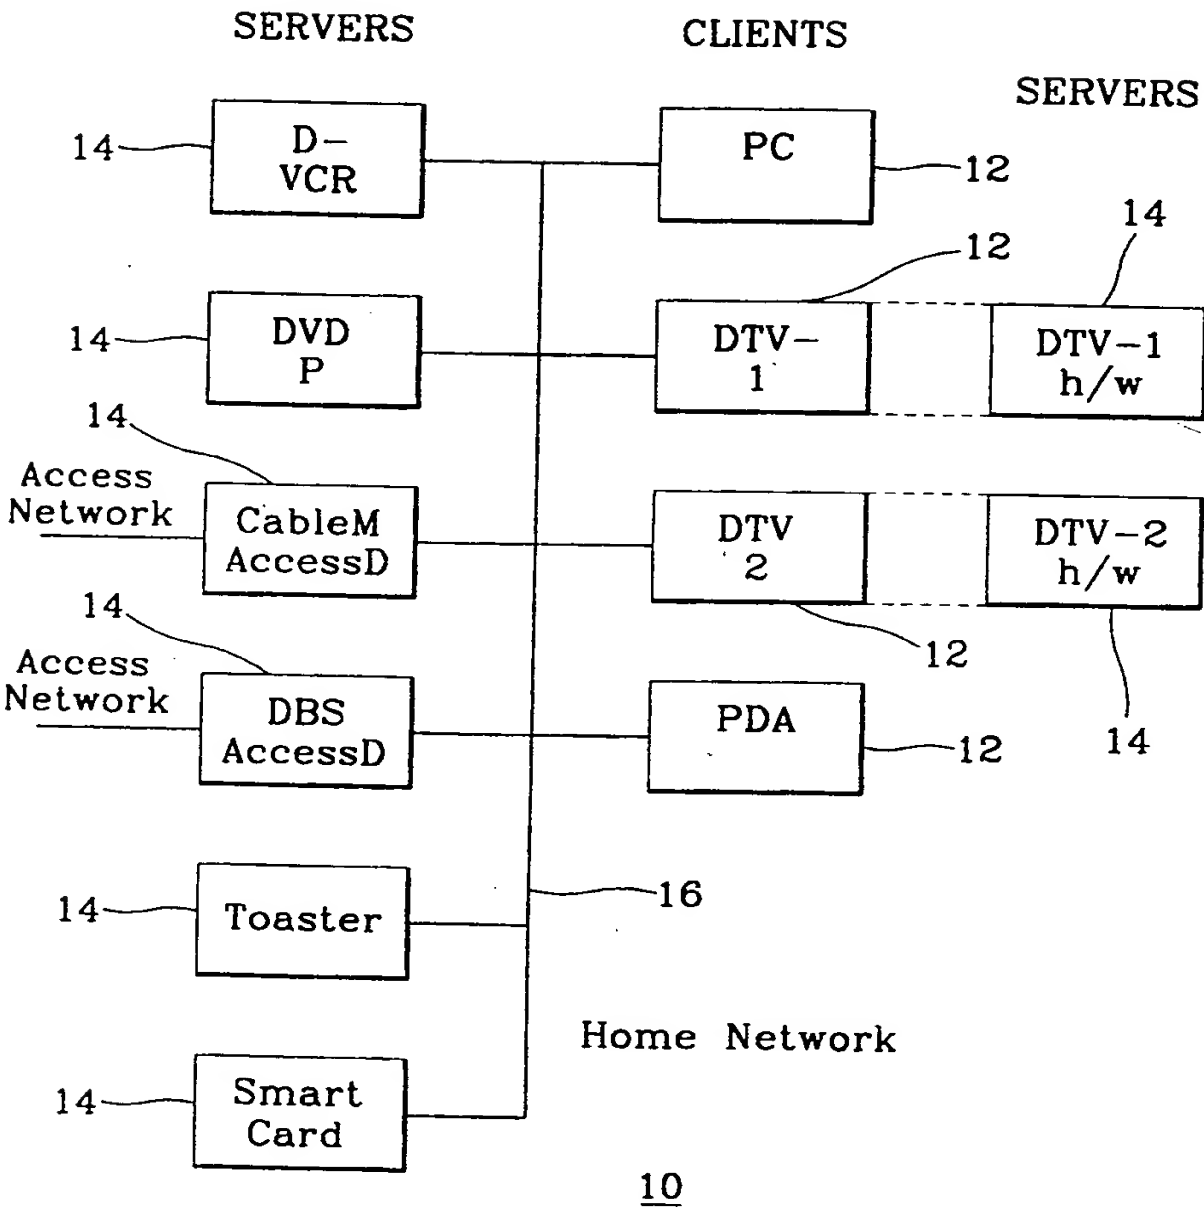 SERVERS
CLIENTS
SERVERS
14
D-
VCR
PC
12
14
12
14
DVD
P
DTV-
1
DTV-1
h/w
14
Access
Network
CableM
AccessD
DTV
2
DTV-2
h/w
14
12
Access
Network
DBS
AccessD
PDA
12
14
14
Toaster
16
Home Network
14
Smart
Card
10